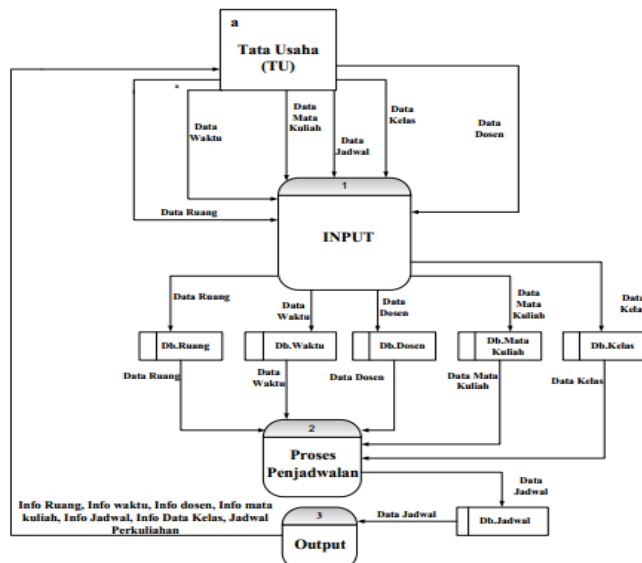 a
Tata Usaha
(TU)
a
Data
Waktu
Data
Mata
Kuliah
Data
Jadwal
Data
Kelas
Data
Dosen
Data Ruang
1
INPUT
Data Ruang
Data
Waktu
Data
Dosen
Data
Mata
Kuliah
Data
Kelas
Db.Ruang
Db.Waktu
Db.Dosen
Db.Mata
Kuliah
Db.Kelas
Data Ruang
Data
Waktu
Data Dosen
Data Mata
Kuliah
Data Kelas
2
Proses
Penjadwalan
Data
Jadwal
Info Ruang, Info waktu, Info dosen, Info mata
kuliah, Info Jadwal, Info Data Kelas, Jadwal
Perkuliahan
3
Output
Data Jadwal
Db.Jadwal